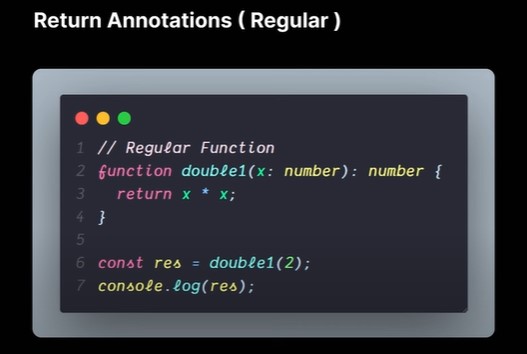 Return Annotations ( Regular )
1 // Regular Function
2 function double1(x: number): number {
3   return x * x;
4 }
5
6 const res = double1(2);
7 console.log(res);